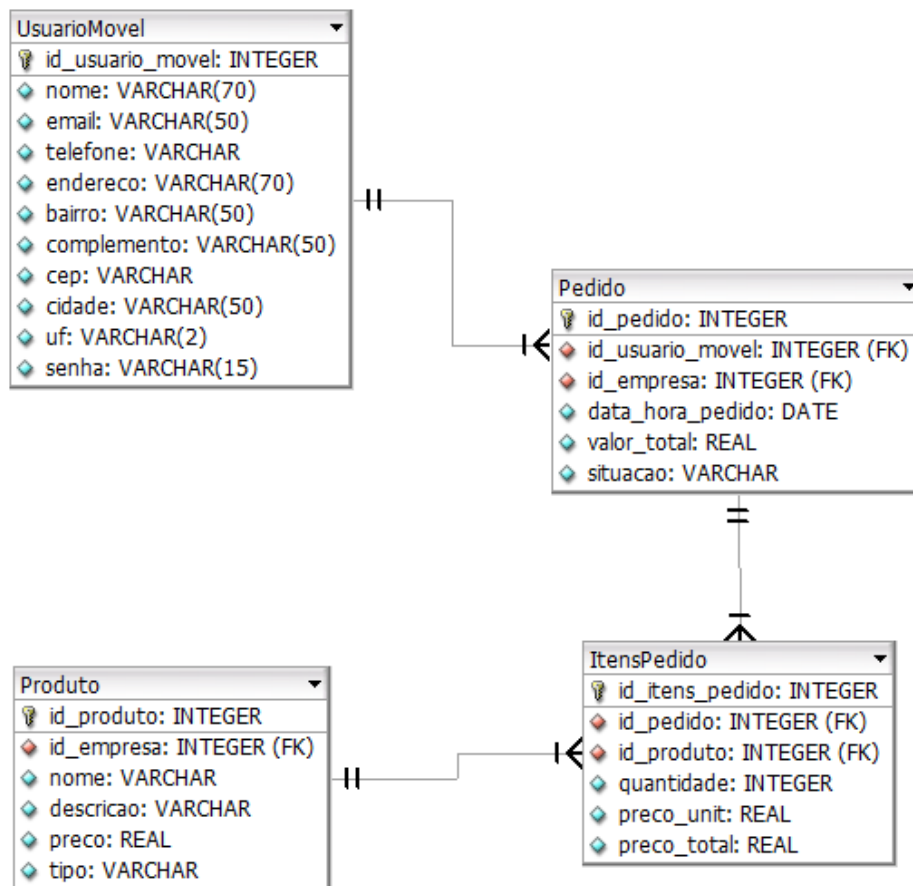 UsuarioMovel
id_usuario_movel: INTEGER
nome: VARCHAR(70)
email: VARCHAR(50)
telefone: VARCHAR
endereco: VARCHAR(70)
bairro: VARCHAR(50)
complemento: VARCHAR(50)
cep: VARCHAR
cidade: VARCHAR(50)
uf: VARCHAR(2)
senha: VARCHAR(15)
Pedido
id_pedido: INTEGER
id_usuario_movel: INTEGER (FK)
id_empresa: INTEGER (FK)
data_hora_pedido: DATE
valor_total: REAL
situacao: VARCHAR
Produto
id_produto: INTEGER
id_empresa: INTEGER (FK)
nome: VARCHAR
descricao: VARCHAR
preco: REAL
tipo: VARCHAR
ItensPedido
id_itens_pedido: INTEGER
id_pedido: INTEGER (FK)
id_produto: INTEGER (FK)
quantidade: INTEGER
preco_unit: REAL
preco_total: REAL